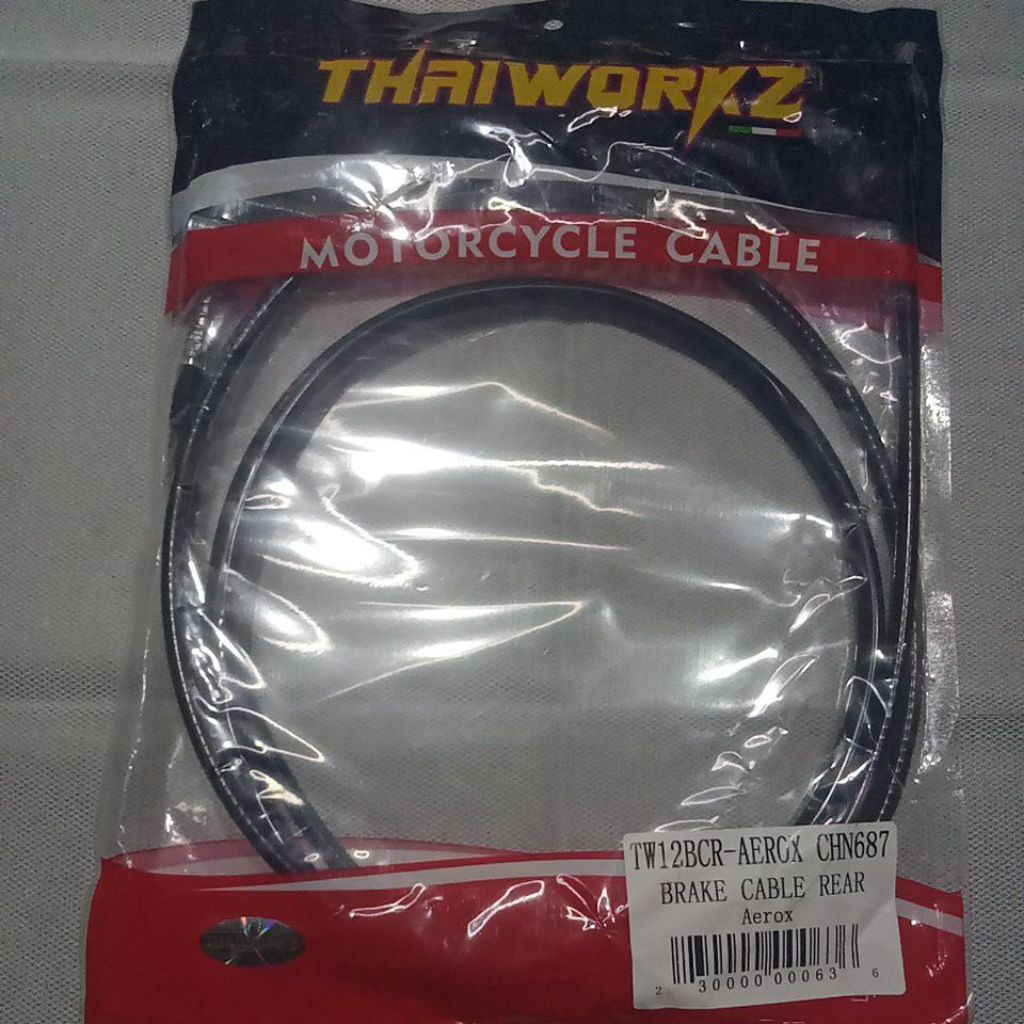 THAIWORKZ
MOTORCYCLE CABLE
TW12BCR-AEROX CHN687
BRAKE CABLE REAR
Aerox
2 30000 00063 6